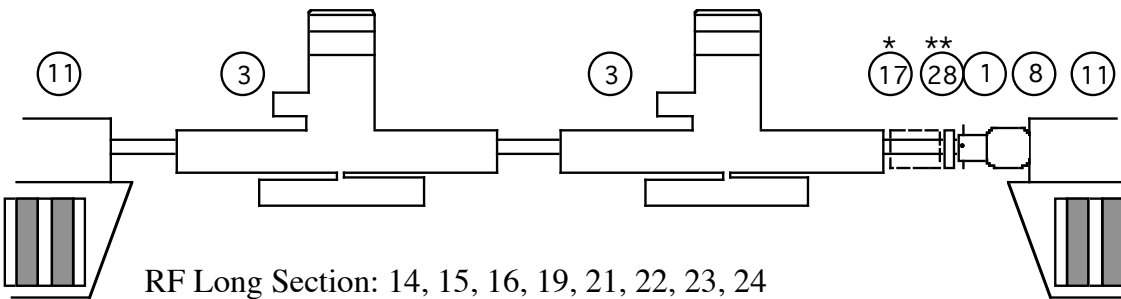 * **
11 3 3 17 28 1 8 11
RF Long Section: 14, 15, 16, 19, 21, 22, 23, 24